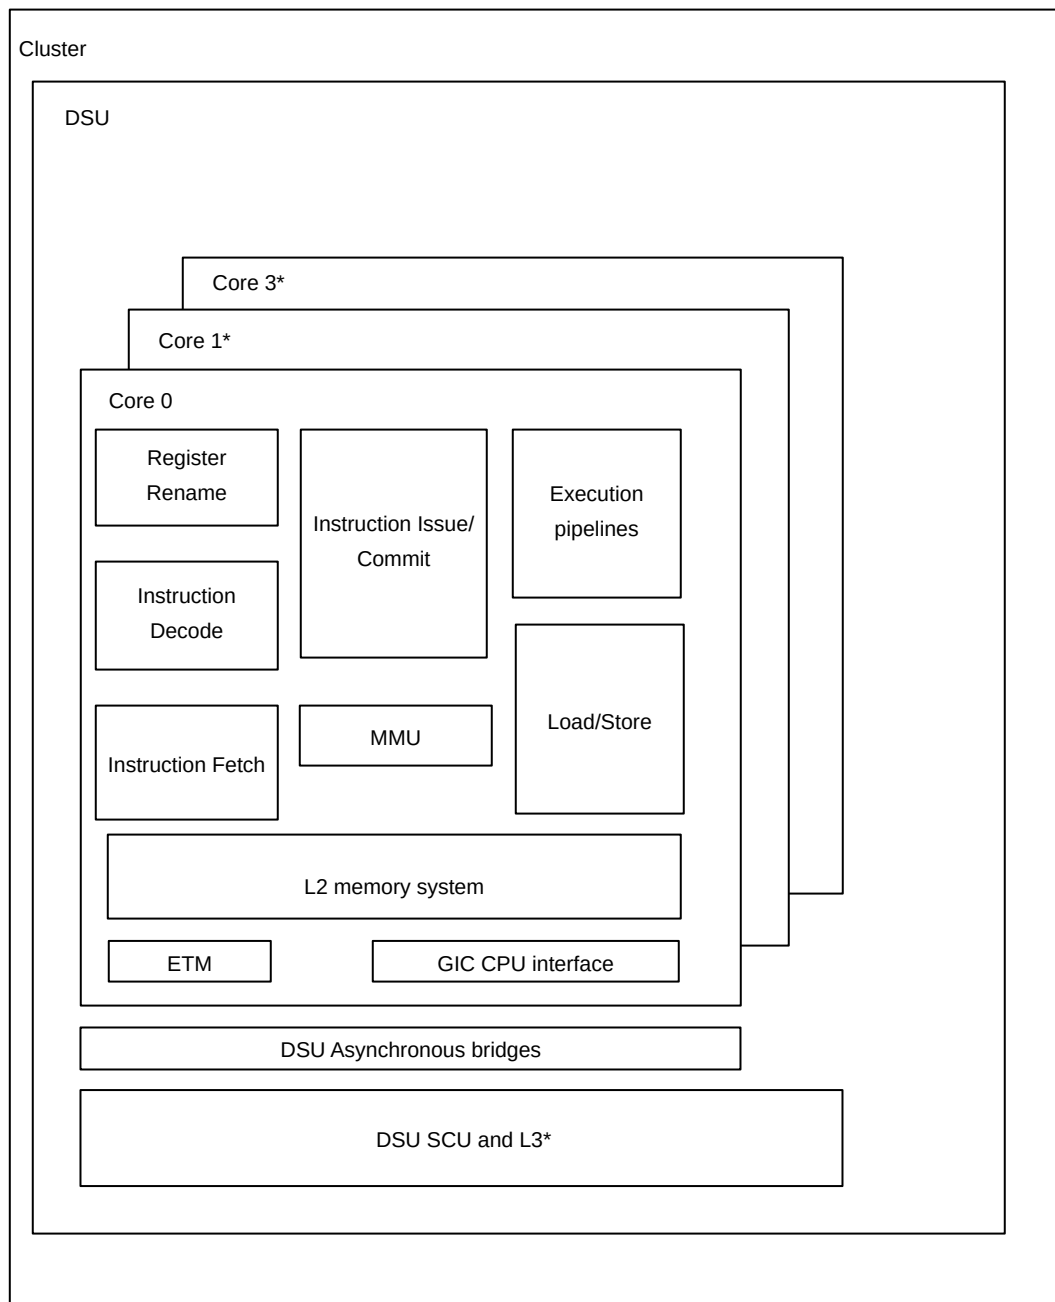 Cluster
DSU
Core 3*
Core 1*
Core 0
Register
Rename
Instruction Issue/
Commit
Execution
pipelines
Instruction
Decode
Instruction Fetch
MMU
Load/Store
L2 memory system
ETM
GIC CPU interface
DSU Asynchronous bridges
DSU SCU and L3*